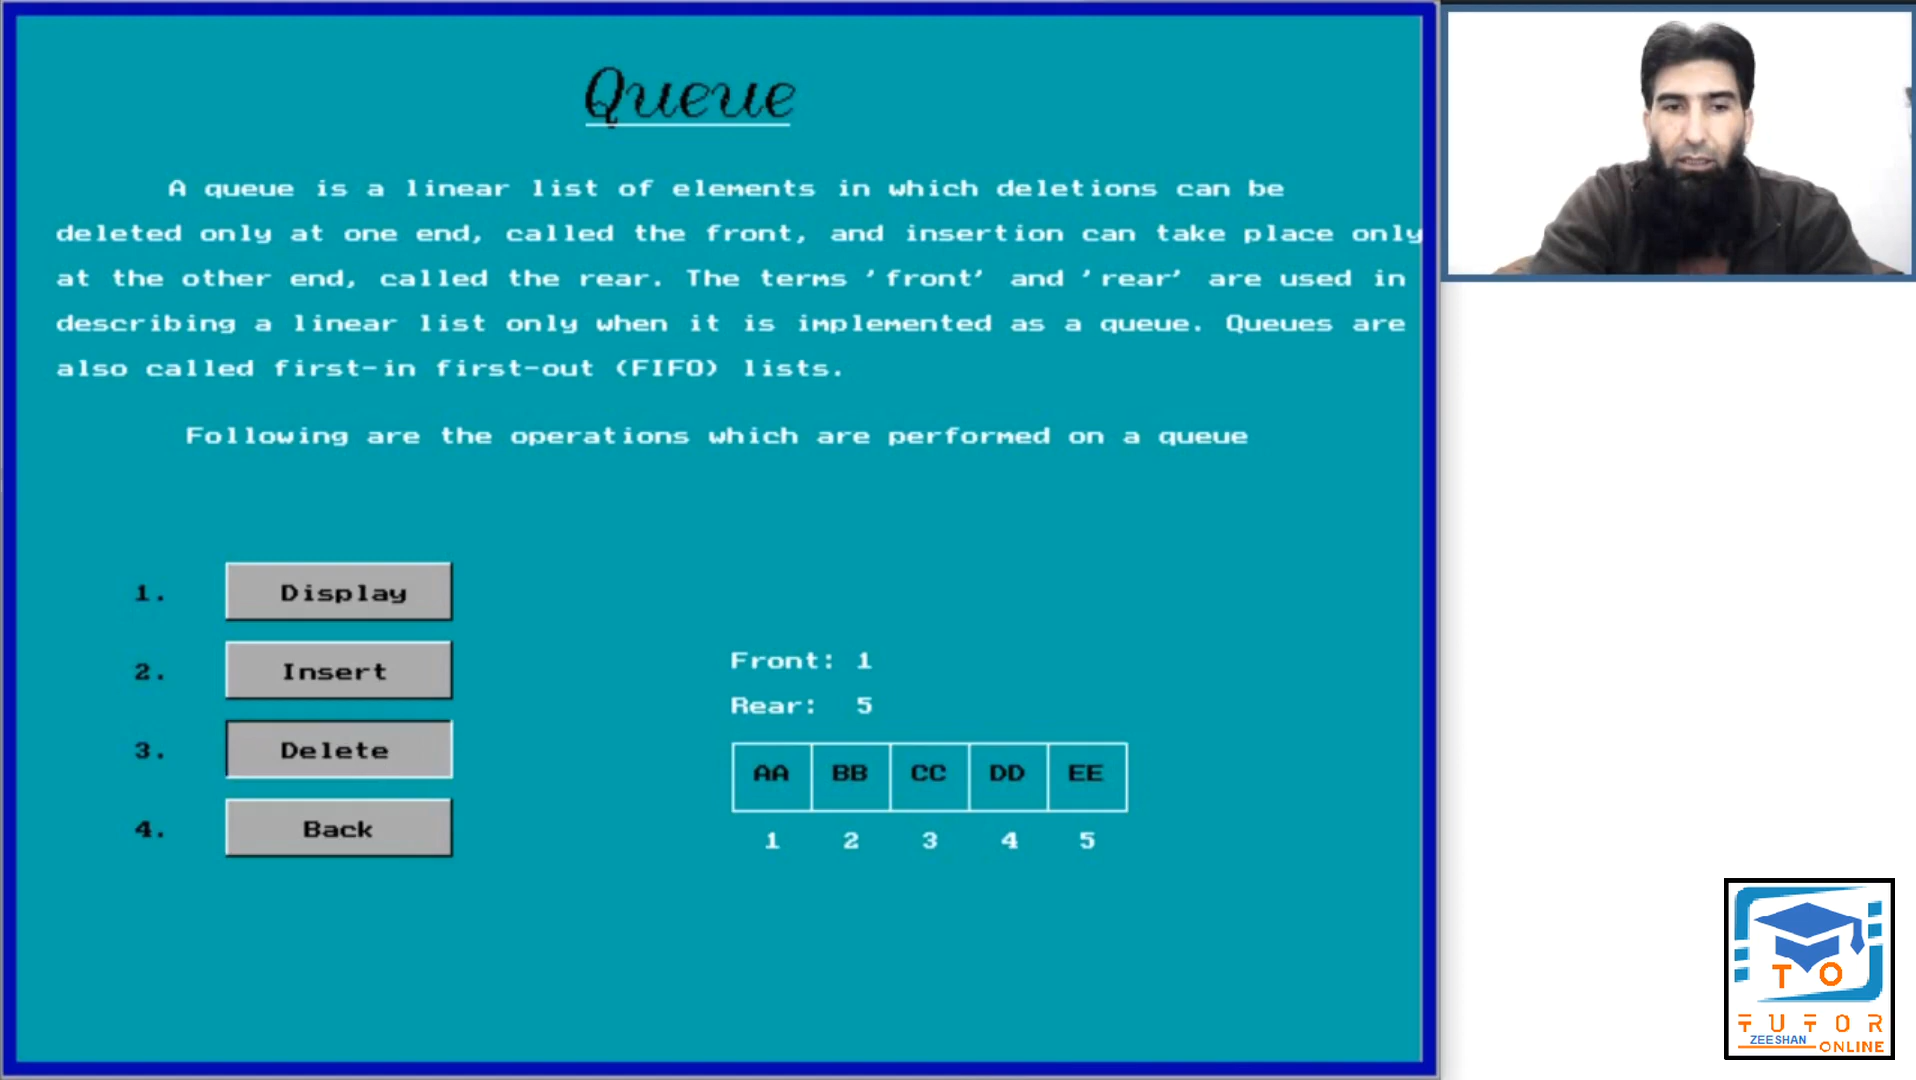 Queue
A queue is a linear list of elements in which deletions can be
deleted only at one end, called the front, and insertion can take place only
at the other end, called the rear. The terms 'front' and 'rear' are used in
describing a linear list only when it is implemented as a queue. Queues are
also called first-in first-out (FIFO) lists.
Following are the operations which are performed on a queue
1. Display
2. Insert
3. Delete
4. Back
Front: 1
Rear: 5
AA BB CC DD EE
1 2 3 4 5
T O
TUTOR
ZEESHAN ONLINE